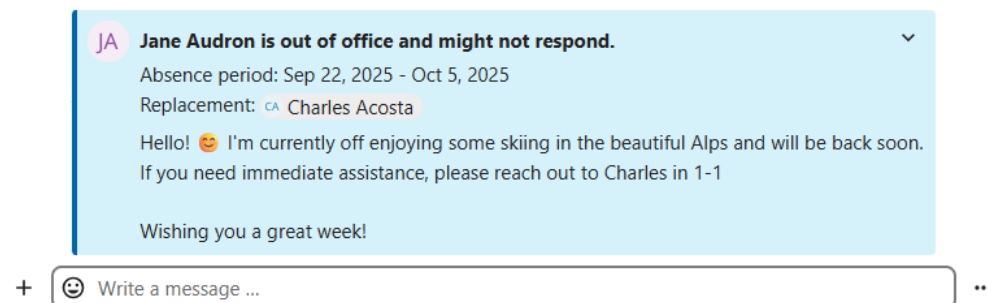 JA Jane Audron is out of office and might not respond.
Absence period: Sep 22, 2025 - Oct 5, 2025
Replacement: CA Charles Acosta
Hello! 😊 I'm currently off enjoying some skiing in the beautiful Alps and will be back soon.
If you need immediate assistance, please reach out to Charles in 1-1
Wishing you a great week!
Write a message ...